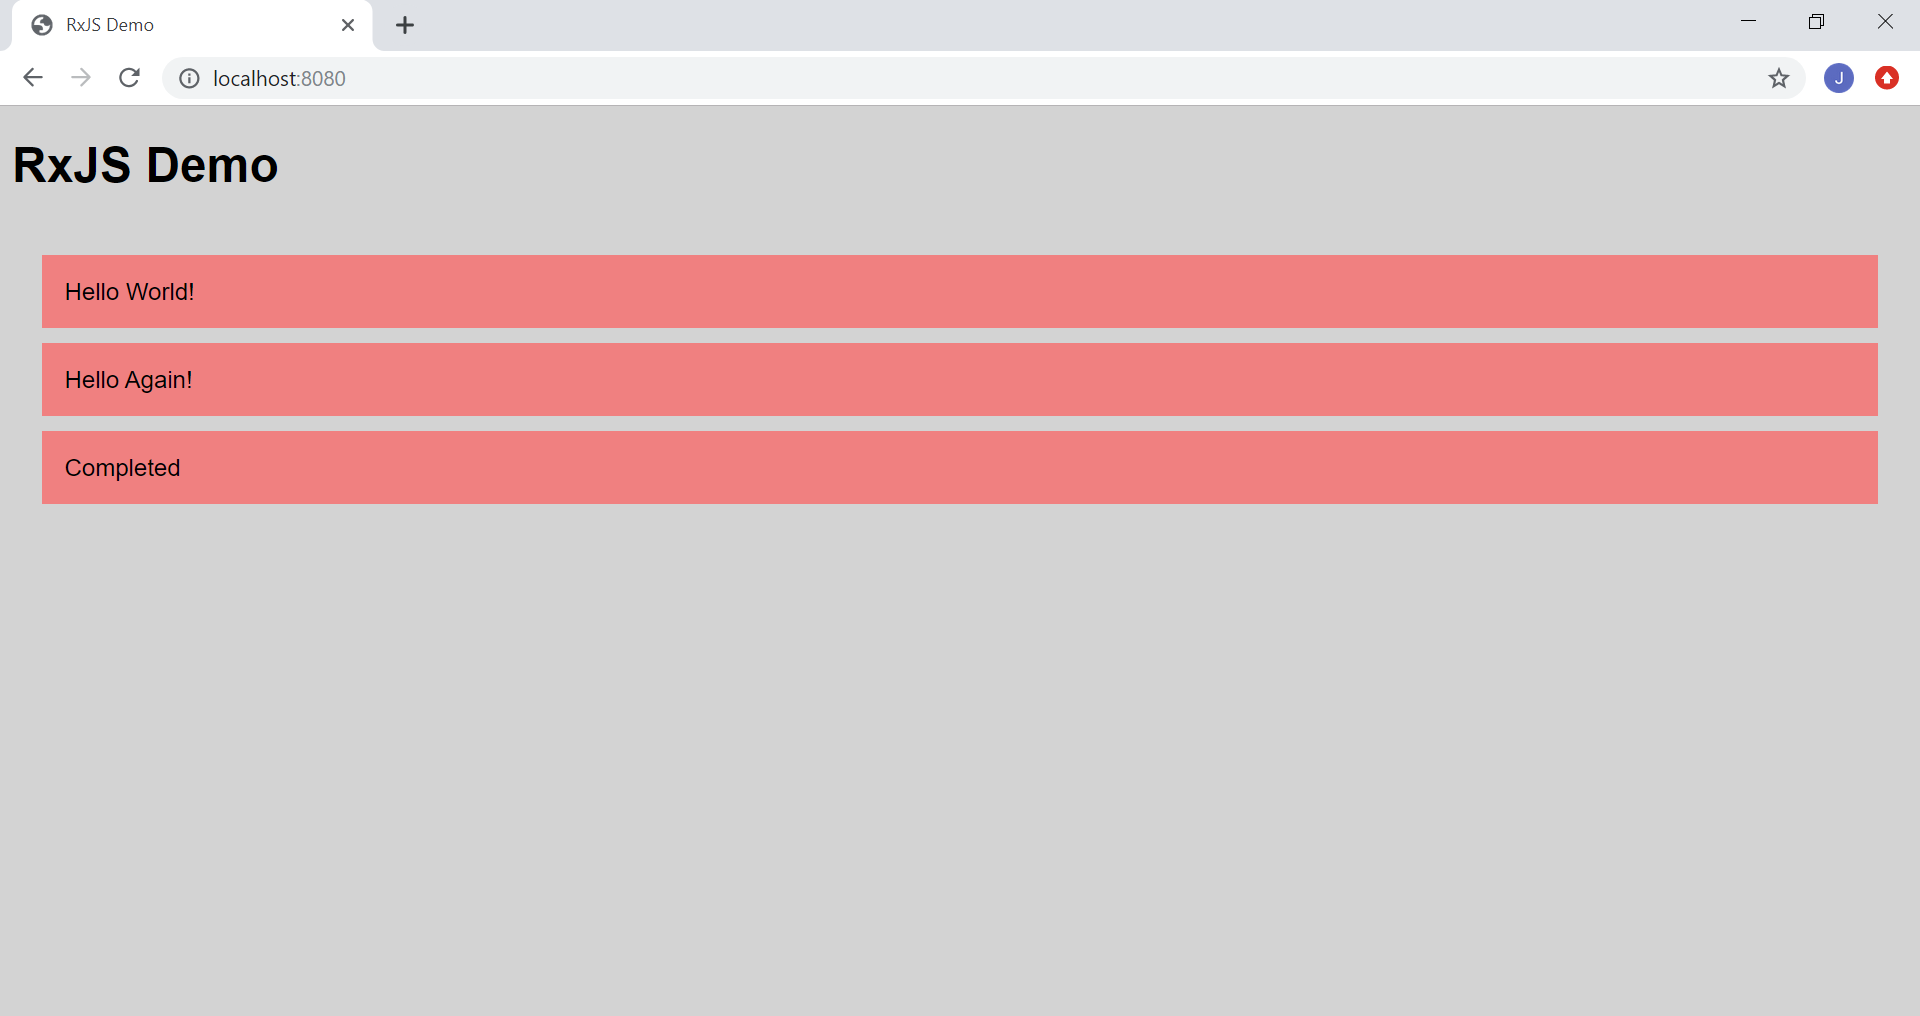 RxJS Demo
localhost:8080
J
RxJS Demo
Hello World!
Hello Again!
Completed